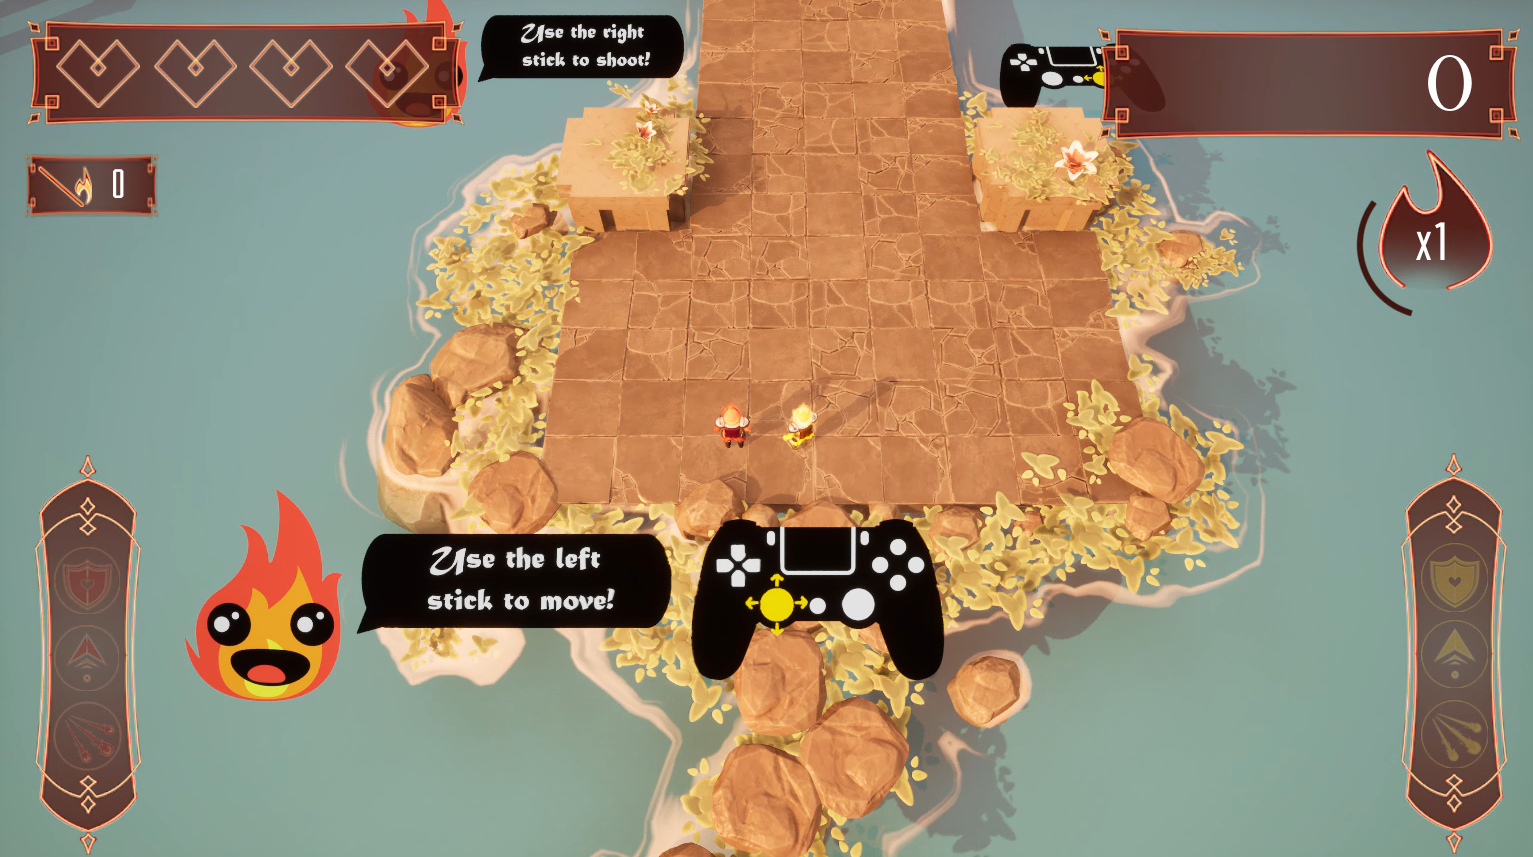 Use the right
stick to shoot!
0
0
x1
Use the left
stick to move!